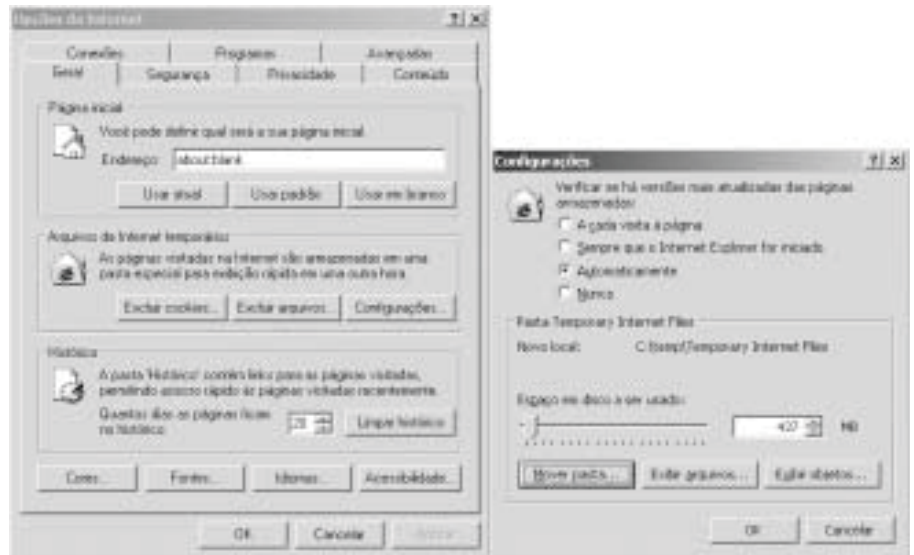 Opções da Internet
Conexões Programas Avançadas
Geral Segurança Privacidade Conteúdo
Página inicial
Você pode definir qual será a sua página inicial.
Endereço: about:blank
Usar atual Usar padrão Usar em branco
Arquivos de Internet temporários
As páginas visitadas na Internet são armazenadas em uma
pasta especial para exibição rápida em uma outra hora.
Excluir cookies... Excluir arquivos... Configurações...
Histórico
A pasta 'Histórico' contém links para as páginas visitadas,
permitindo acesso rápido às páginas visitadas recentemente.
Quantos dias as páginas ficam
no histórico: 20 Limpar histórico
Cores... Fontes... Idiomas... Acessibilidade...
OK Cancelar Aplicar
Configurações
Verificar se há versões mais atualizadas das páginas
armazenadas:
A cada visita à página
Sempre que o Internet Explorer for iniciado
Automaticamente
Nunca
Pasta Temporary Internet Files
Novo local: C:\temp\Temporary Internet Files
Espaço em disco a ser usado:
MB
Mover pasta... Exibir arquivos... Exibir objetos...
OK Cancelar